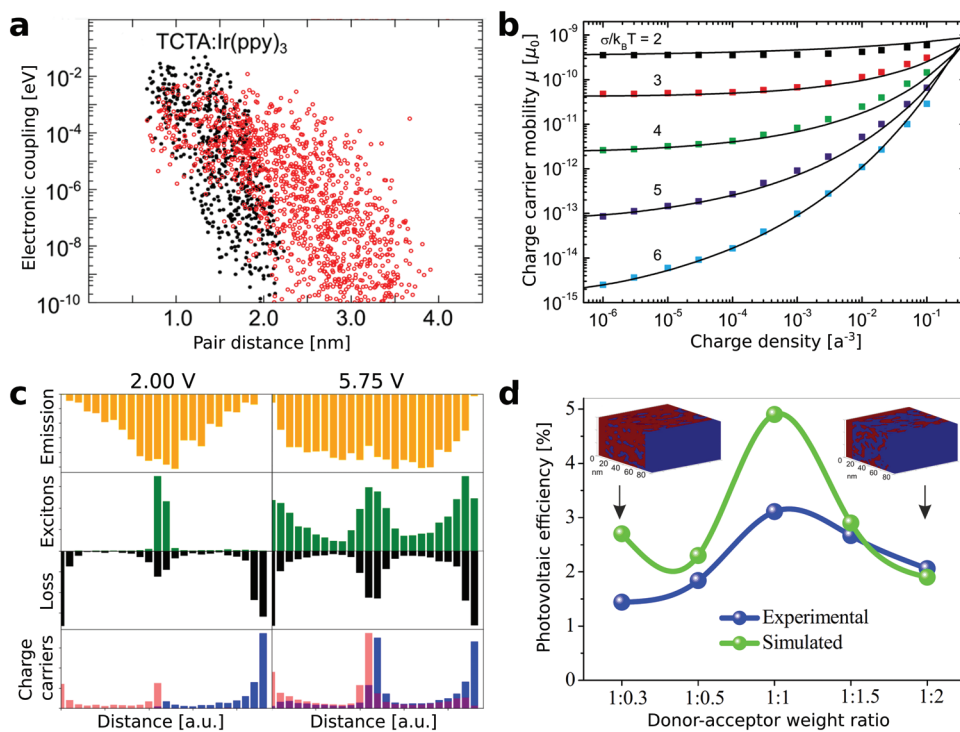 a
TCTA:Ir(ppy)₃
Electronic coupling [eV]
10⁻²
10⁻⁴
10⁻⁶
10⁻⁸
10⁻¹⁰
1.0 2.0 3.0 4.0
Pair distance [nm]
b
Charge carrier mobility μ [μ₀]
10⁻⁹
10⁻¹⁰
10⁻¹¹
10⁻¹²
10⁻¹³
10⁻¹⁴
10⁻¹⁵
σ/k_BT = 2
3
4
5
6
10⁻⁶ 10⁻⁵ 10⁻⁴ 10⁻³ 10⁻² 10⁻¹
Charge density [a⁻³]
c
2.00 V 5.75 V
Emission
Excitons
Loss
Charge
carriers
Distance [a.u.] Distance [a.u.]
d
Photovoltaic efficiency [%]
5
4
3
2
1
0
0 20 40 60 80
nm
0 20 40 60 80
nm
Experimental
Simulated
1:0.3 1:0.5 1:1 1:1.5 1:2
Donor-acceptor weight ratio